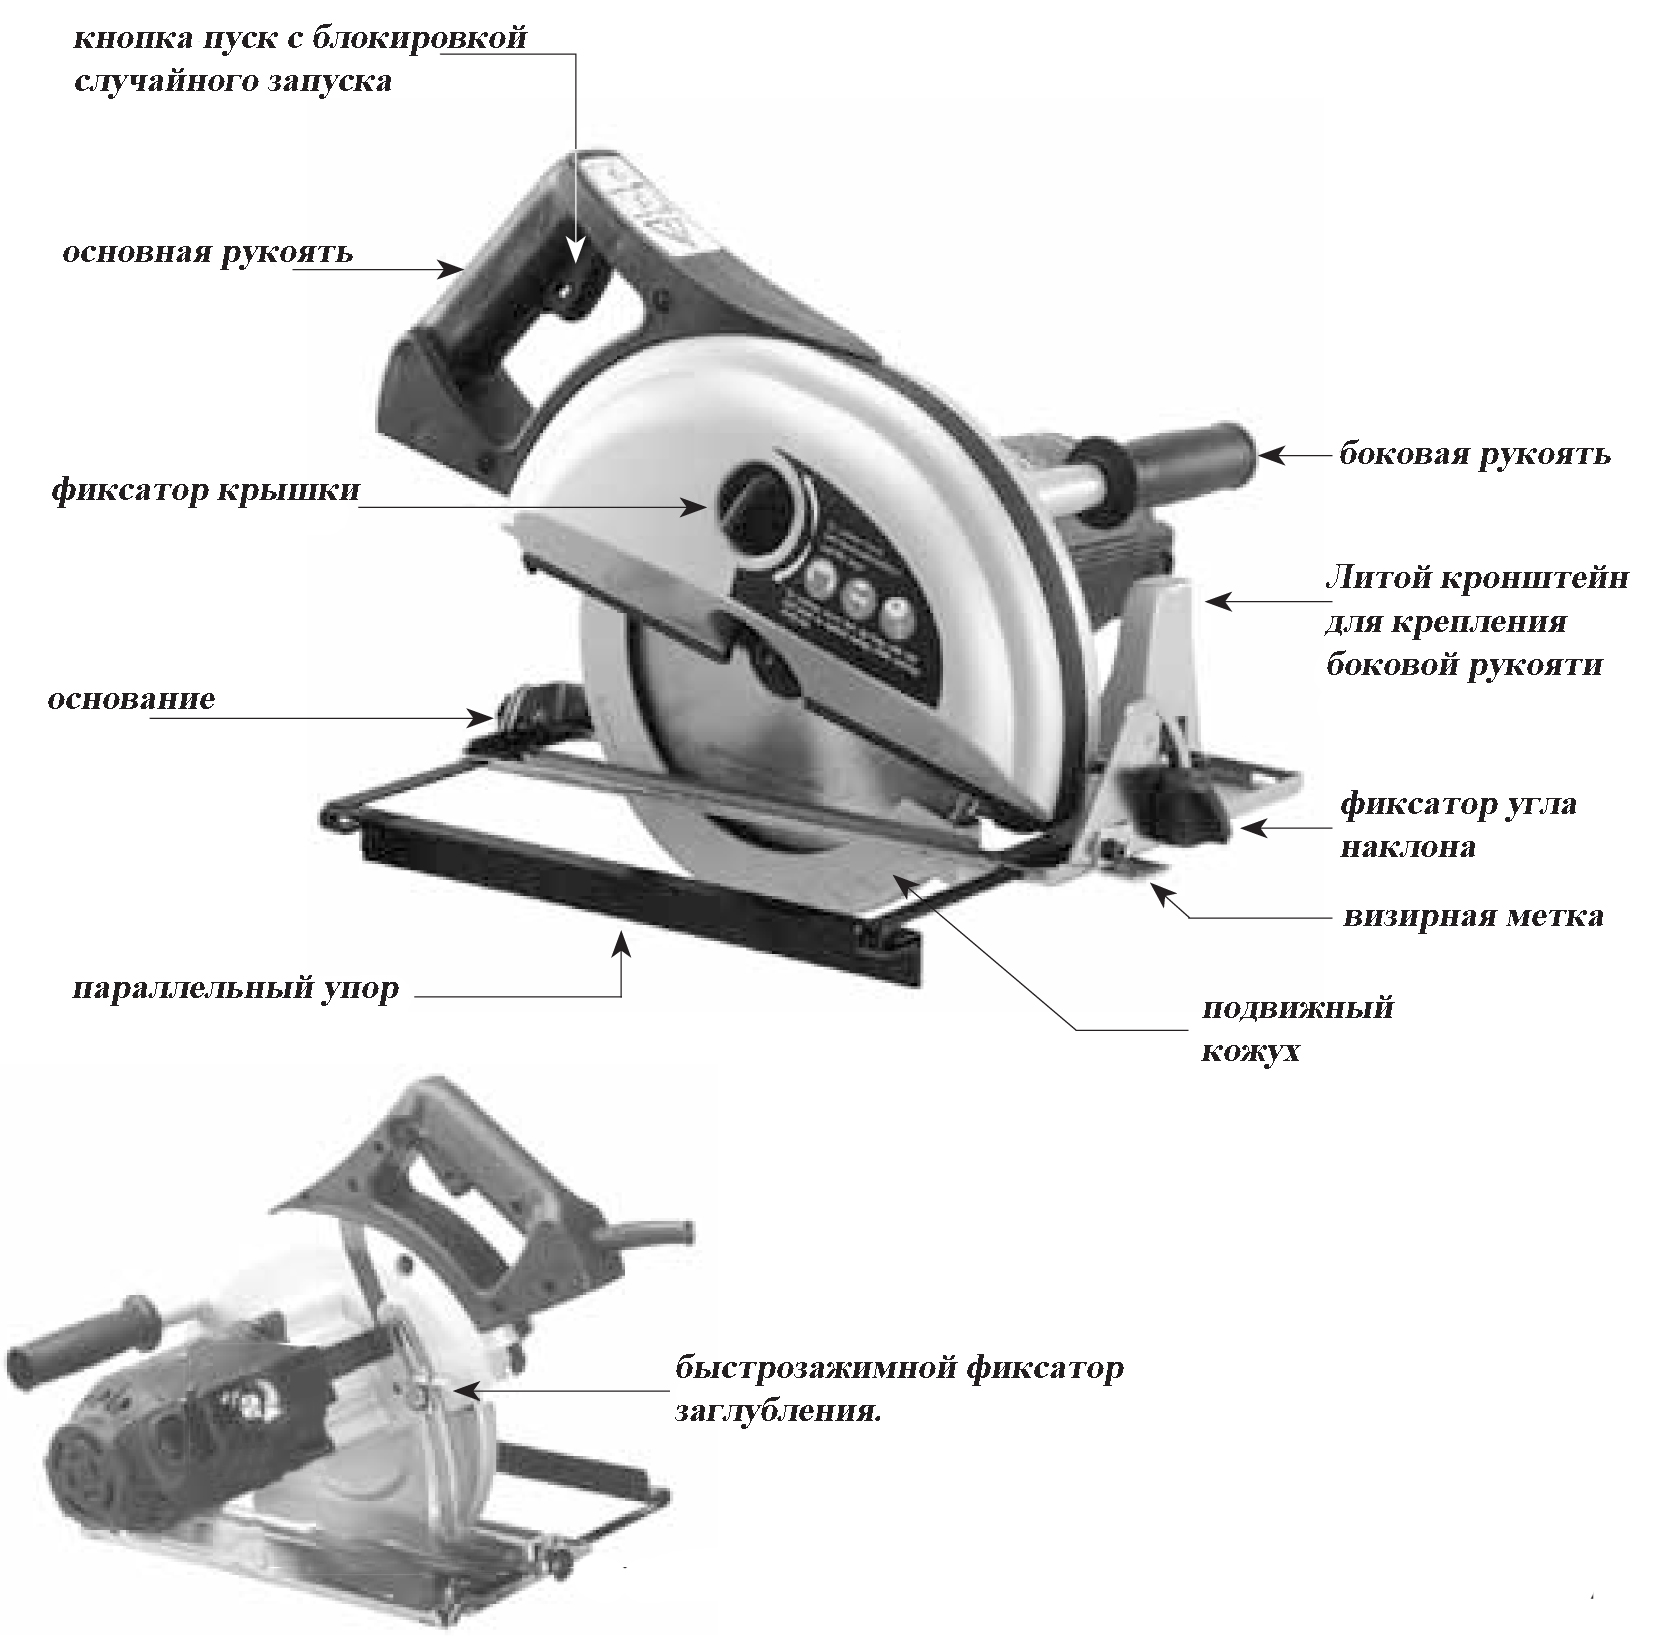 кнопка пуск с блокировкой
случайного запуска
основная рукоять
боковая рукоять
фиксатор крышки
Литой кронштейн
для крепления
боковой рукояти
основание
фиксатор угла
наклона
визирная метка
параллельный упор
подвижный
кожух
быстрозажимной фиксатор
заглубления.